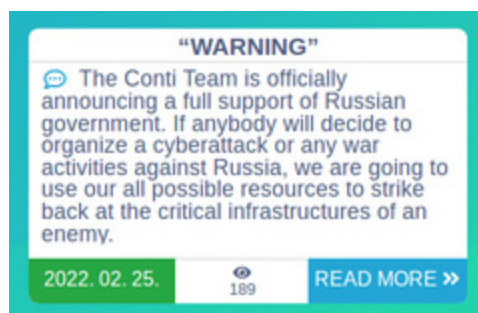 “WARNING”
The Conti Team is officially
announcing a full support of Russian
government. If anybody will decide to
organize a cyberattack or any war
activities against Russia, we are going to
use our all possible resources to strike
back at the critical infrastructures of an
enemy.
2022. 02. 25.
189
READ MORE »